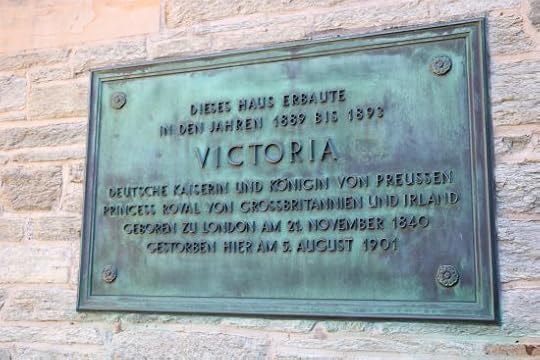 DIESES HAUS ERBAUTE
IN DEN JAHREN 1889 BIS 1893
VICTORIA
DEUTSCHE KAISERIN UND KÖNIGIN VON PREUSSEN
PRINCESS ROYAL VON GROSSBRITANNIEN UND IRLAND
GEBOREN ZU LONDON AM 21. NOVEMBER 1840
GESTORBEN HIER AM 5. AUGUST 1901